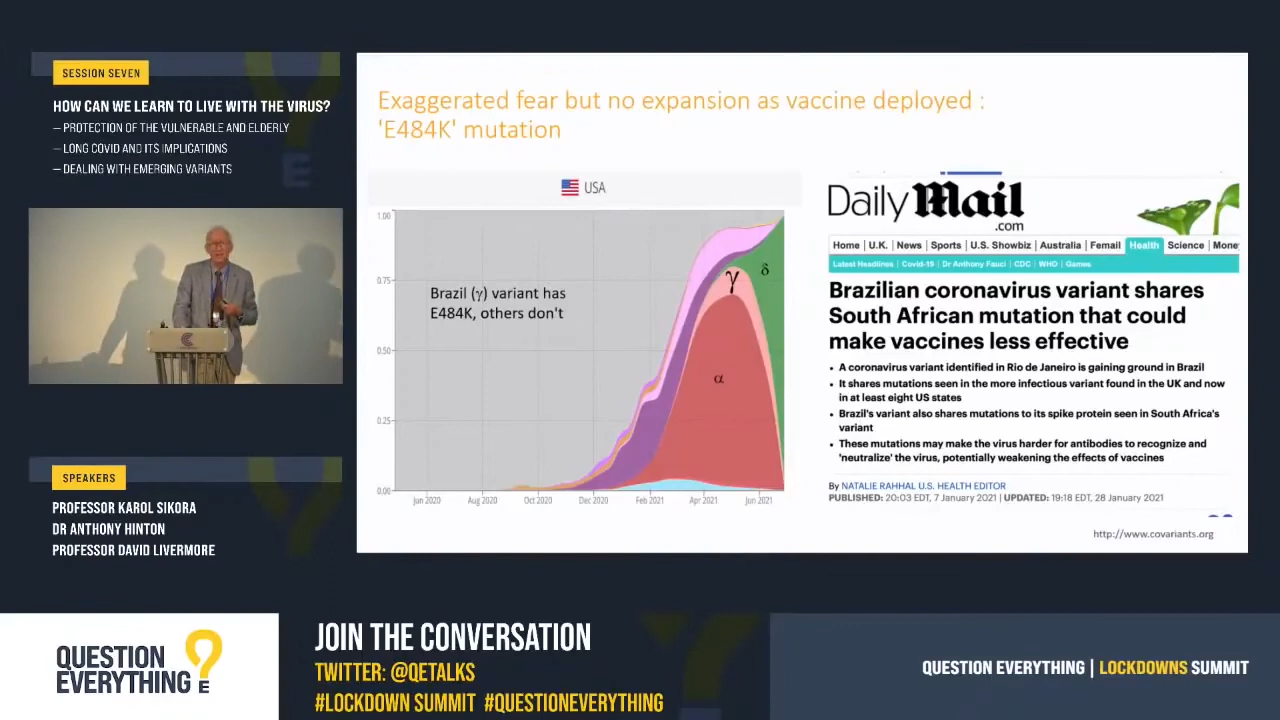 SESSION SEVEN
HOW CAN WE LEARN TO LIVE WITH THE VIRUS?
– PROTECTION OF THE VULNERABLE AND ELDERLY
– LONG COVID AND ITS IMPLICATIONS
– DEALING WITH EMERGING VARIANTS
SPEAKERS
PROFESSOR KAROL SIKORA
DR ANTHONY HINTON
PROFESSOR DAVID LIVERMORE
Exaggerated fear but no expansion as vaccine deployed :
'E484K' mutation
USA
1.00
0.75
0.50
0.25
0.00
Brazil (γ) variant has
E484K, others don't
γ
δ
α
Jun 2020 Aug 2020 Oct 2020 Dec 2020 Feb 2021 Apr 2021 Jun 2021
Daily Mail
.com
Home | U.K. | News | Sports | U.S. Showbiz | Australia | Femail | Health | Science | Mone
Latest Headlines | Covid-19 | Dr Anthony Fauci | CDC | WHO | Games
Brazilian coronavirus variant shares
South African mutation that could
make vaccines less effective
• A coronavirus variant identified in Rio de Janeiro is gaining ground in Brazil
• It shares mutations seen in the more infectious variant found in the UK and now
in at least eight US states
• Brazil's variant also shares mutations to its spike protein seen in South Africa's
variant
• These mutations may make the virus harder for antibodies to recognize and
'neutralize' the virus, potentially weakening the effects of vaccines
By NATALIE RAHHAL U.S. HEALTH EDITOR
PUBLISHED: 20:03 EDT, 7 January 2021 | UPDATED: 19:18 EDT, 28 January 2021
http://www.covariants.org
QUESTION
EVERYTHING ?E
JOIN THE CONVERSATION
TWITTER: @QETALKS
#LOCKDOWN SUMMIT #QUESTIONEVERYTHING
QUESTION EVERYTHING | LOCKDOWNS SUMMIT